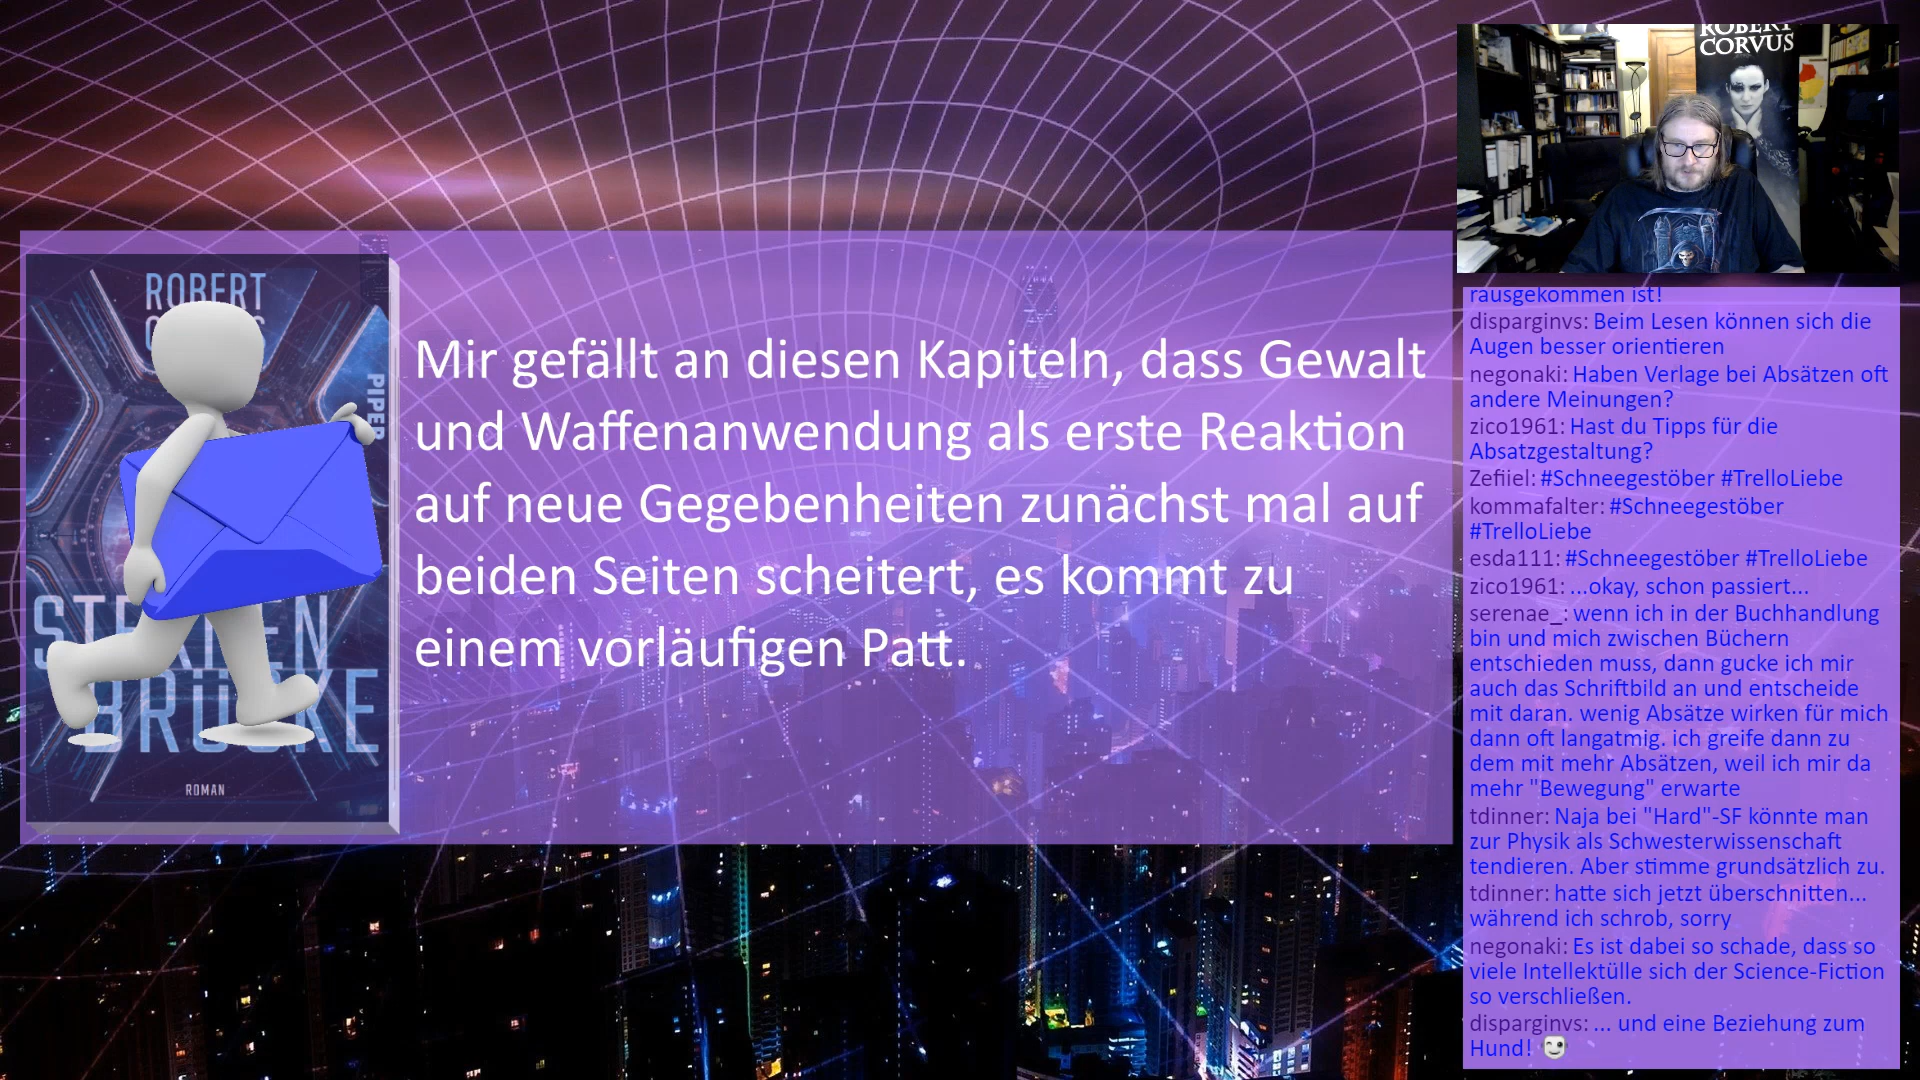 ROBERT
CORVUS
ROBERT
PIPER
BRÜCKE
ROMAN
Mir gefällt an diesen Kapiteln, dass Gewalt
und Waffenanwendung als erste Reaktion
auf neue Gegebenheiten zunächst mal auf
beiden Seiten scheitert, es kommt zu
einem vorläufigen Patt.
rausgekommen ist!
disparginvs: Beim Lesen können sich die
Augen besser orientieren
negonaki: Haben Verlage bei Absätzen oft
andere Meinungen?
zico1961: Hast du Tipps für die
Absatzgestaltung?
Zefiiel: #Schneegestöber #TrelloLiebe
kommafalter: #Schneegestöber
#TrelloLiebe
esda111: #Schneegestöber #TrelloLiebe
zico1961: ...okay, schon passiert...
serenae_: wenn ich in der Buchhandlung
bin und mich zwischen Büchern
entschieden muss, dann gucke ich mir
auch das Schriftbild an und entscheide
mit daran. wenig Absätze wirken für mich
dann oft langatmig. ich greife dann zu
dem mit mehr Absätzen, weil ich mir da
mehr "Bewegung" erwarte
tdinner: Naja bei "Hard"-SF könnte man
zur Physik als Schwesterwissenschaft
tendieren. Aber stimme grundsätzlich zu.
tdinner: hatte sich jetzt überschnitten...
während ich schrob, sorry
negonaki: Es ist dabei so schade, dass so
viele Intellektülle sich der Science-Fiction
so verschließen.
disparginvs: ... und eine Beziehung zum
Hund!